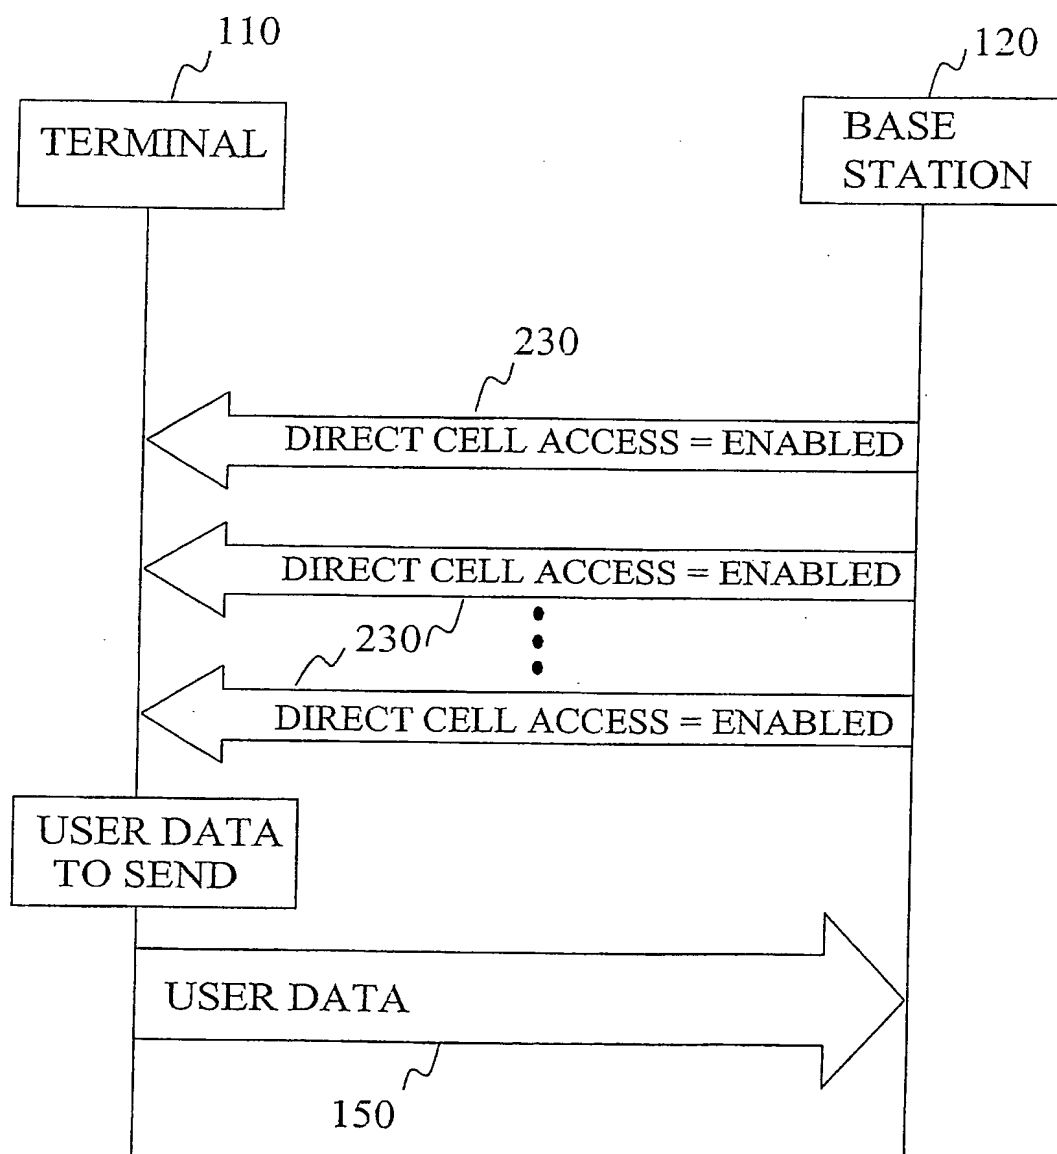 110
120
TERMINAL
BASE
STATION
230
DIRECT CELL ACCESS = ENABLED
DIRECT CELL ACCESS = ENABLED
230
DIRECT CELL ACCESS = ENABLED
USER DATA
TO SEND
USER DATA
150